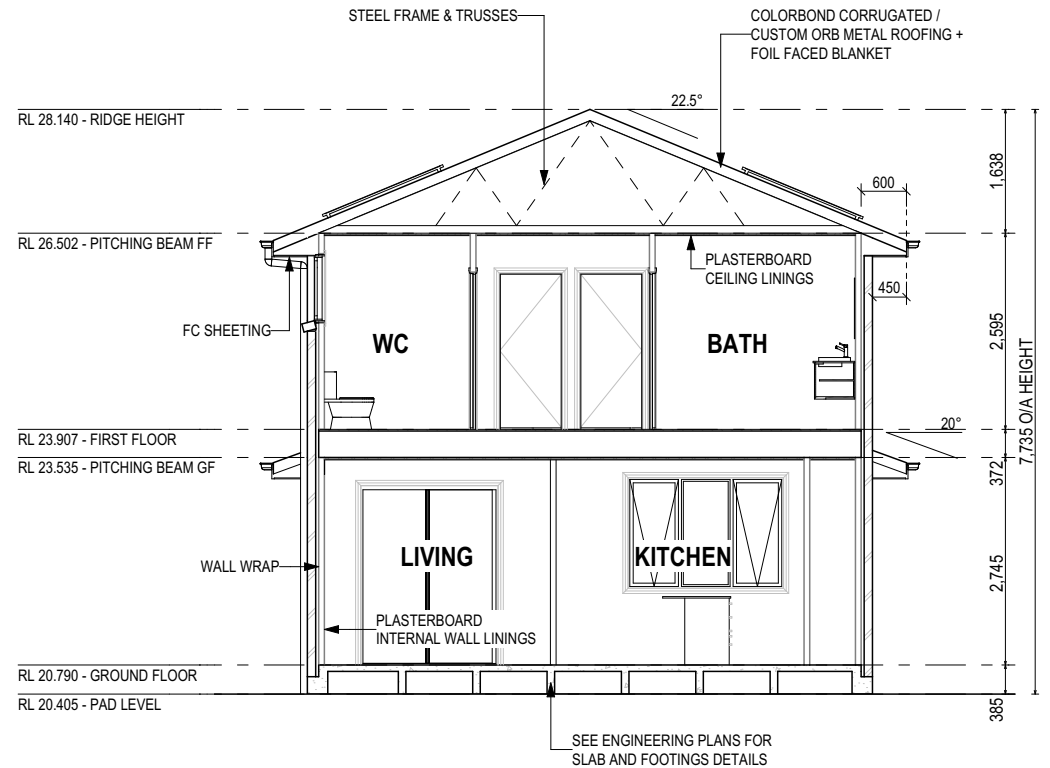 STEEL FRAME & TRUSSES
COLORBOND CORRUGATED /
CUSTOM ORB METAL ROOFING +
FOIL FACED BLANKET
22.5°
RL 28.140 - RIDGE HEIGHT
1,638
600
RL 26.502 - PITCHING BEAM FF
PLASTERBOARD
CEILING LININGS
450
FC SHEETING
WC
BATH
2,595
7,735 O/A HEIGHT
RL 23.907 - FIRST FLOOR
20°
RL 23.535 - PITCHING BEAM GF
372
LIVING
KITCHEN
WALL WRAP
2,745
PLASTERBOARD
INTERNAL WALL LININGS
RL 20.790 - GROUND FLOOR
RL 20.405 - PAD LEVEL
385
SEE ENGINEERING PLANS FOR
SLAB AND FOOTINGS DETAILS